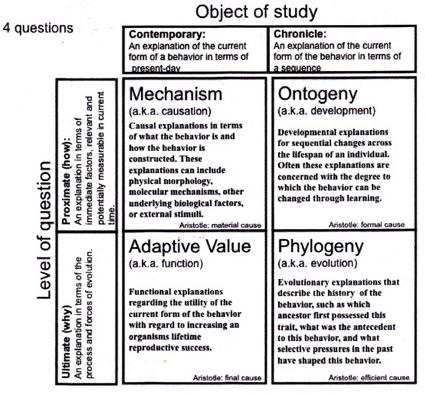 Object of study
4 questions
Contemporary:
An explanation of the current
form of a behavior in terms of
present-day
Chronicle:
An explanation of the current
form of the behavior in terms of
a sequence
Level of question
Proximate (how):
An explanation in terms of
immediate factors, relevant and
potentially measurable in current
time.
Mechanism
(a.k.a. causation)
Causal explanations in terms
of what the behavior is and
how the behavior is
constructed. These
explanations can include
physical morphology,
molecular mechanisms, other
underlying biological factors,
or external stimuli.
Aristotle: material cause
Ontogeny
(a.k.a. development)
Developmental explanations
for sequential changes across
the lifespan of an individual.
Often these explanations are
concerned with the degree to
which the behavior can be
changed through learning.
Aristotle: formal cause
Ultimate (why)
An explanation in terms of the
process and forces of evolution.
Adaptive Value
(a.k.a. function)
Functional explanations
regarding the utility of the
current form of the behavior
with regard to increasing an
organisms lifetime
reproductive success.
Aristotle: final cause
Phylogeny
(a.k.a. evolution)
Evolutionary explanations that
describe the history of the
behavior, such as which
ancestor first possessed this
trait, what was the antecedent
to this behavior, and what
selective pressures in the past
have shaped this behavior.
Aristotle: efficient cause